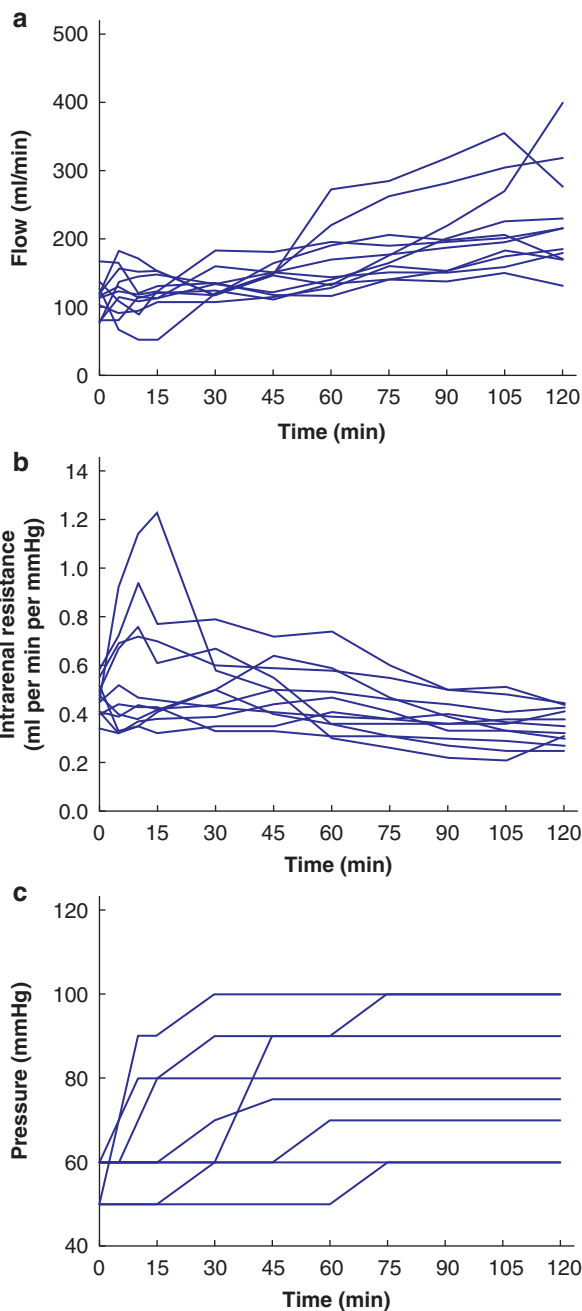 a
500
400
300
200
100
0
Flow (ml/min)
0 15 30 45 60 75 90 105 120
Time (min)
b
14
1.2
1.0
0.8
0.6
0.4
0.2
0.0
Intrarenal resistance
(ml per min per mmHg)
0 15 30 45 60 75 90 105 120
Time (min)
c
120
100
80
60
40
Pressure (mmHg)
0 15 30 45 60 75 90 105 120
Time (min)